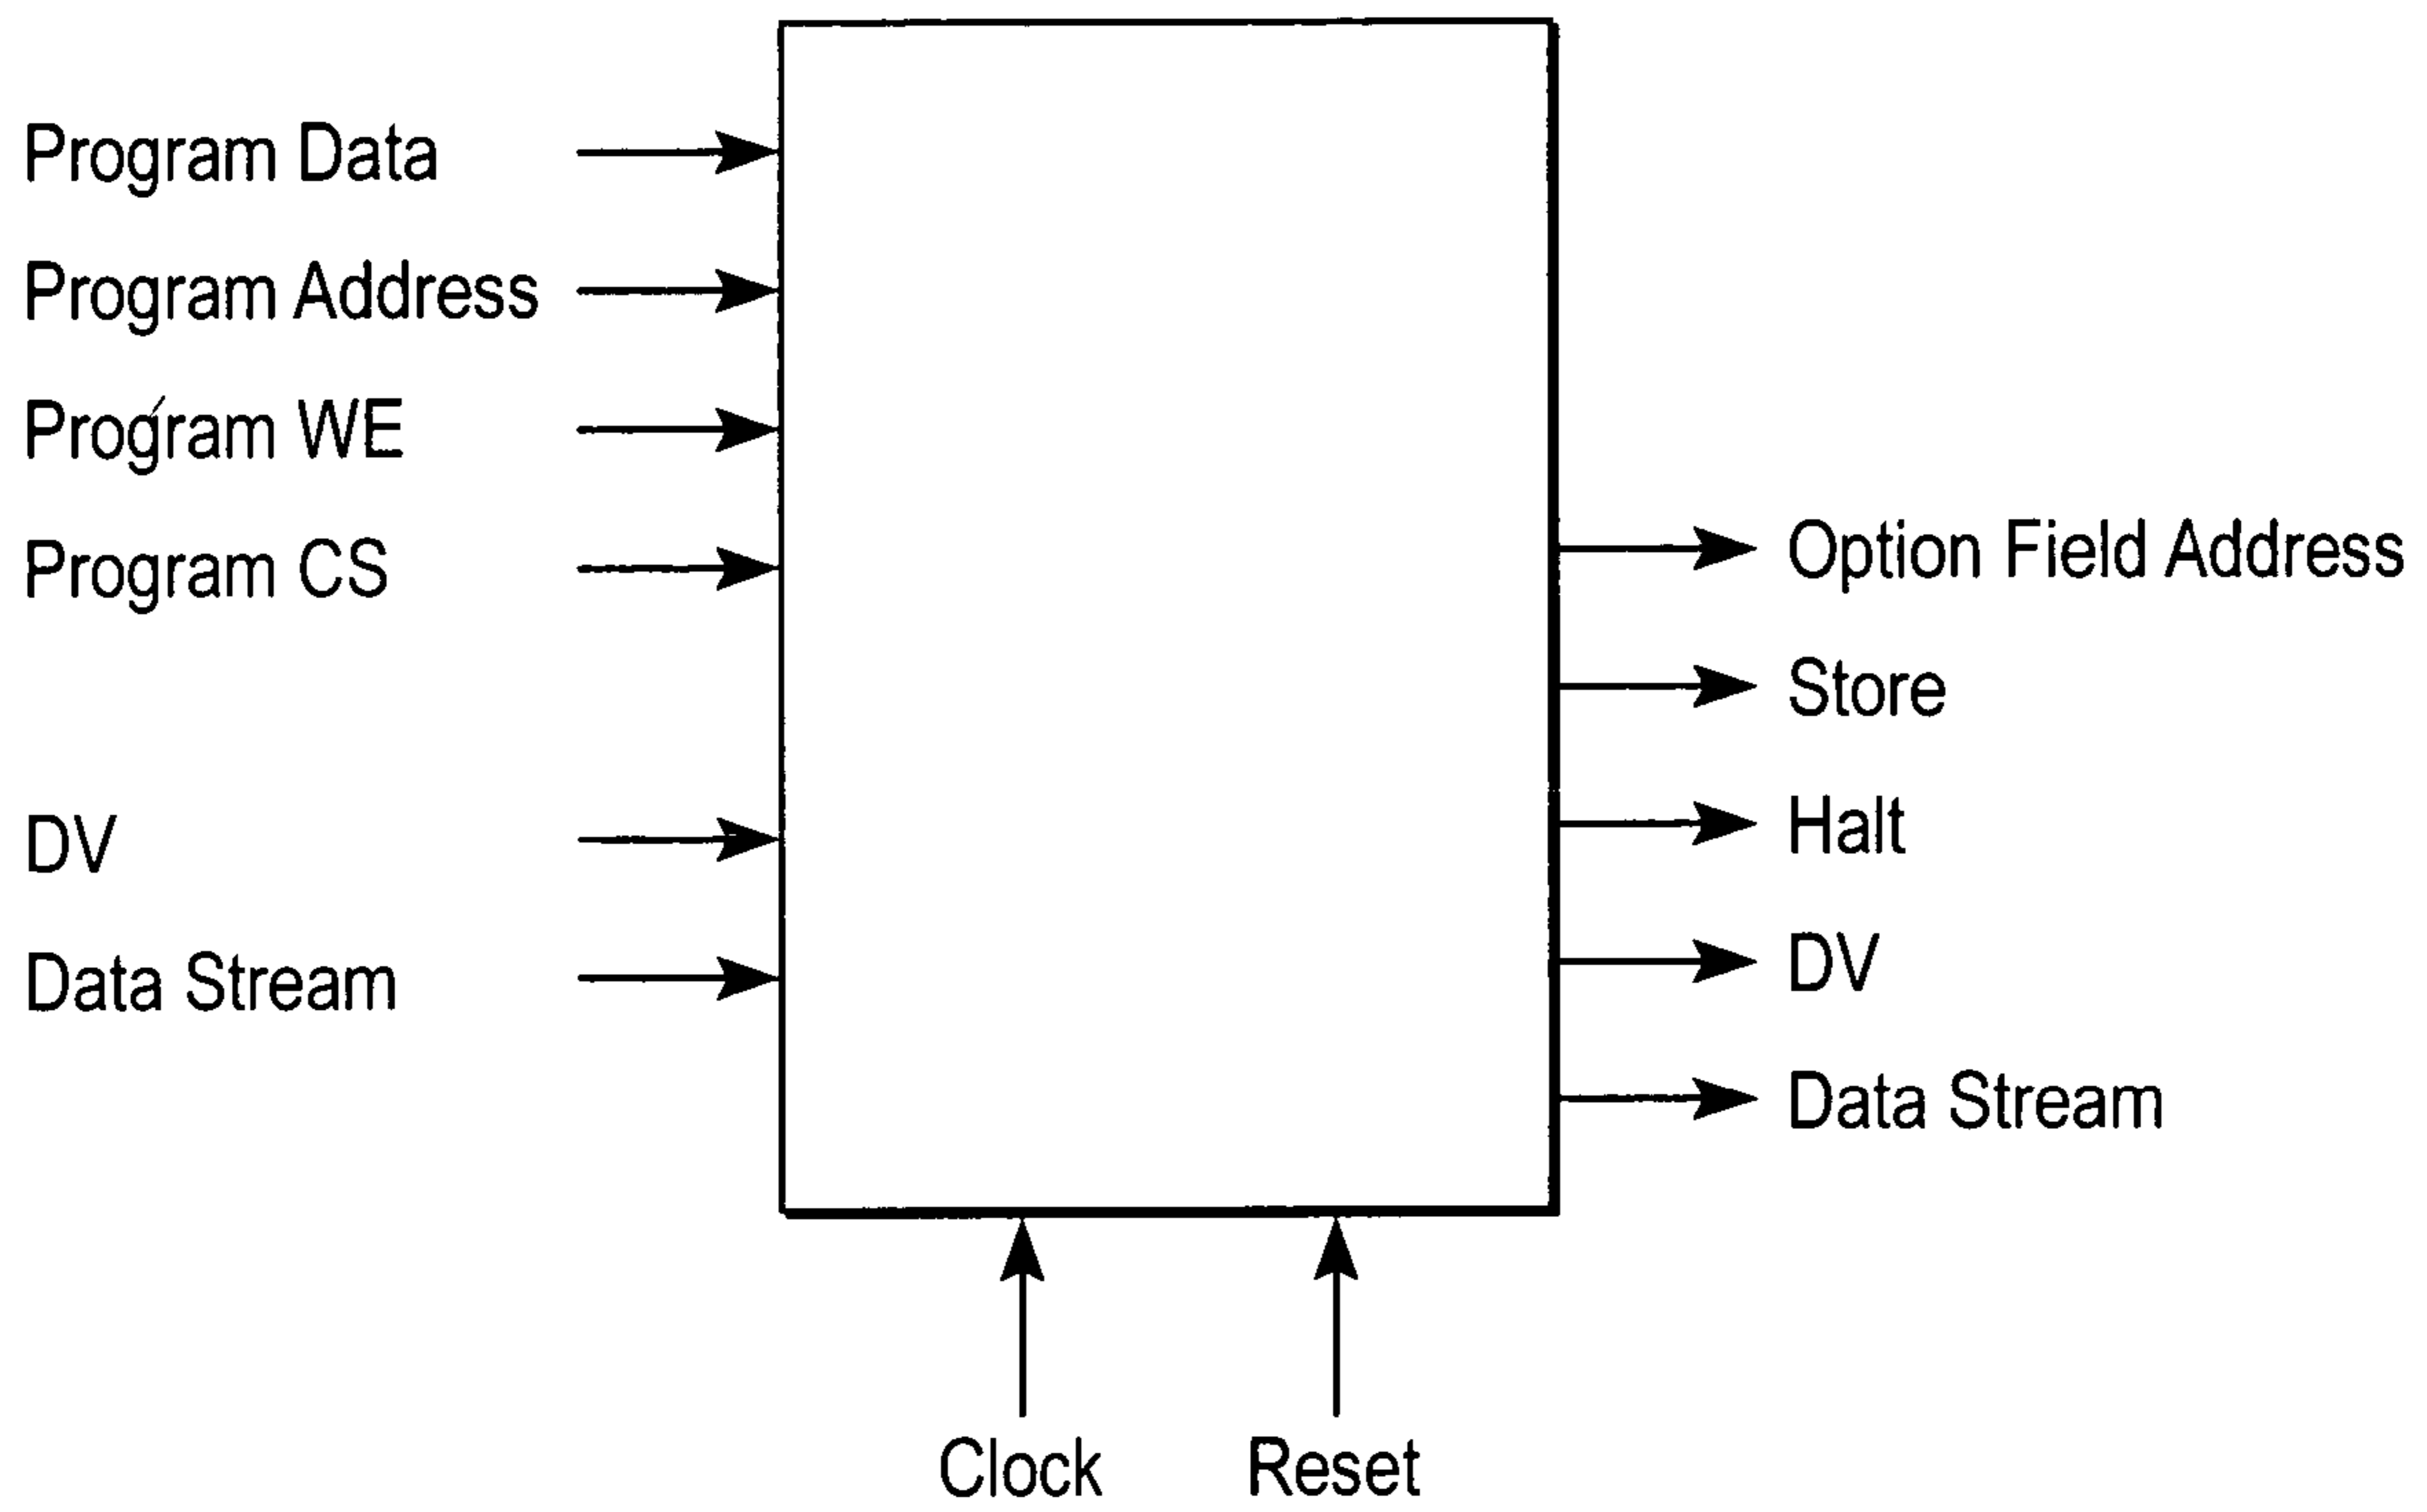 Program Data
Program Address
Program WE
Program CS
DV
Data Stream
Option Field Address
Store
Halt
DV
Data Stream
Clock
Reset